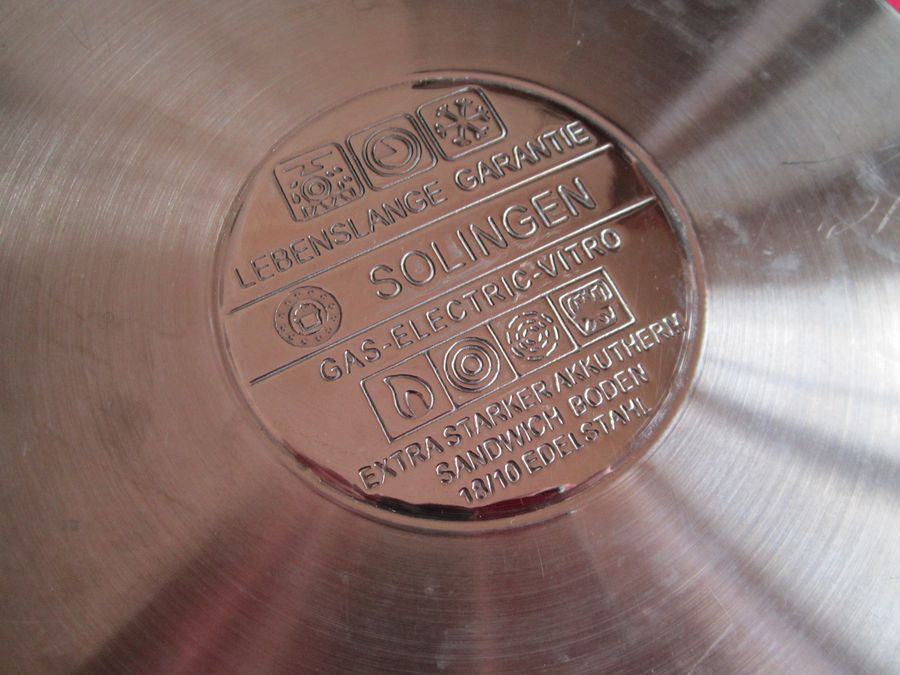 LEBENSLANGE GARANTIE
SOLINGEN
GAS-ELECTRIC-VITRO
EXTRA STARKER AKKUTHERM
SANDWICH BODEN
18/10 EDELSTAHL